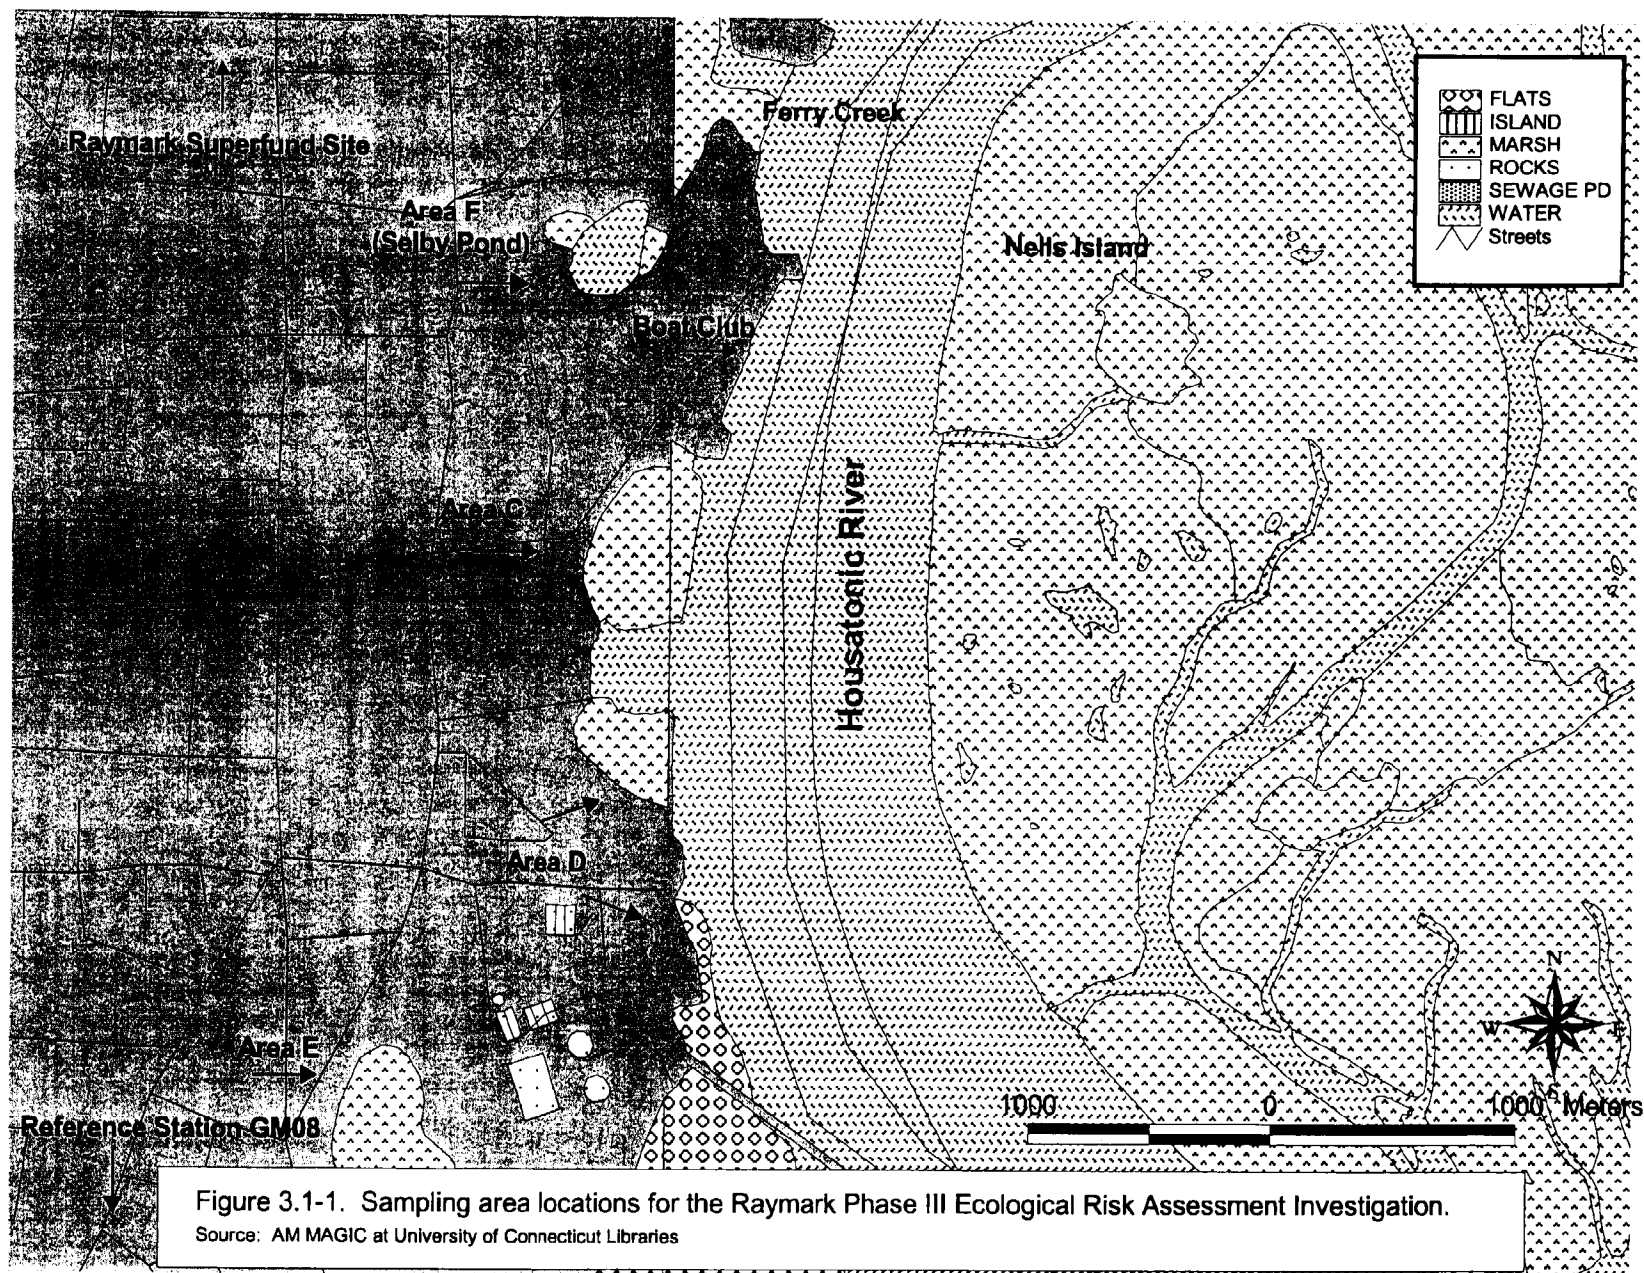 FLATS
ISLAND
MARSH
ROCKS
SEWAGE PD
WATER
Streets
Ferry Creek
Raymark Superfund Site
Area F
(Selby Pond)
Nells Island
Boat Club
Housatonic River
Area C
Area D
Area E
Reference Station GM08
N
W
E
S
1000 0 1000 Meters
Figure 3.1-1. Sampling area locations for the Raymark Phase III Ecological Risk Assessment Investigation.
Source: AM MAGIC at University of Connecticut Libraries